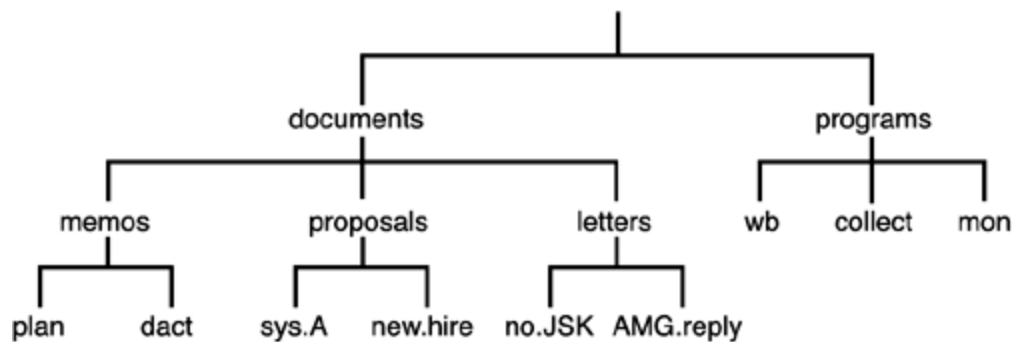 documents programs
memos proposals letters wb collect mon
plan dact sys.A new.hire no.JSK AMG.reply